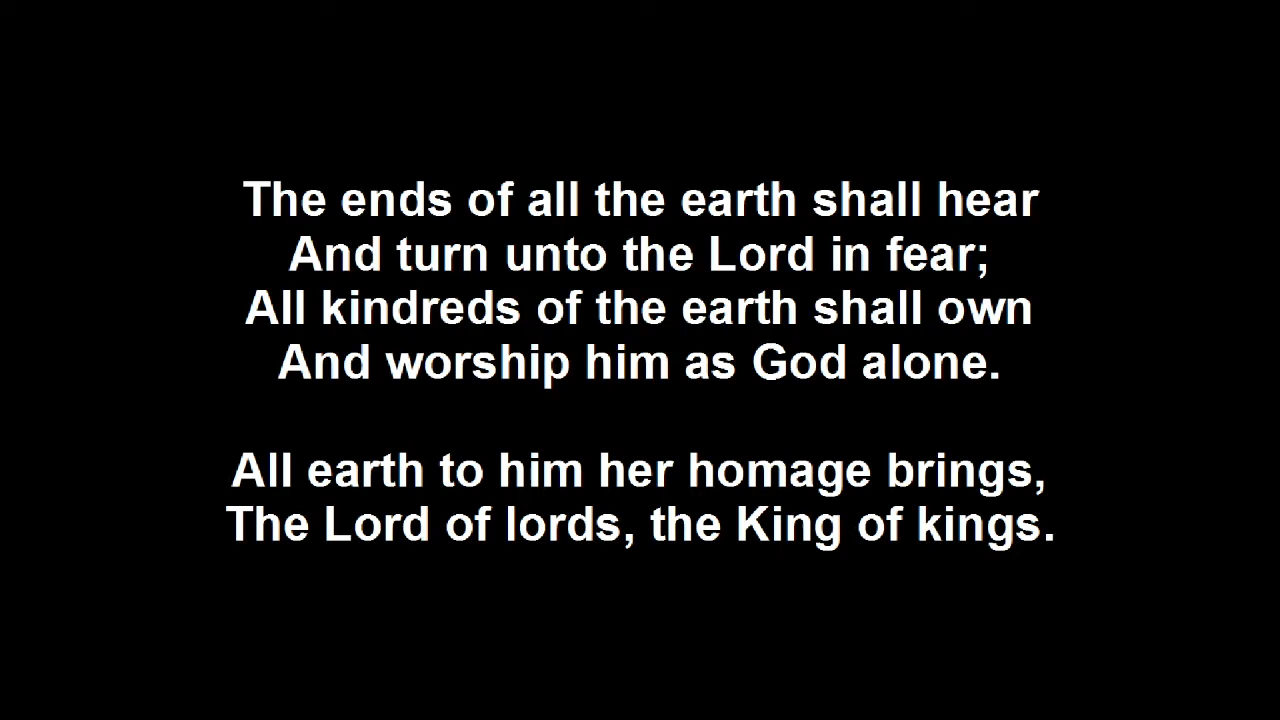 The ends of all the earth shall hear
And turn unto the Lord in fear;
All kindreds of the earth shall own
And worship him as God alone.
All earth to him her homage brings,
The Lord of lords, the King of kings.